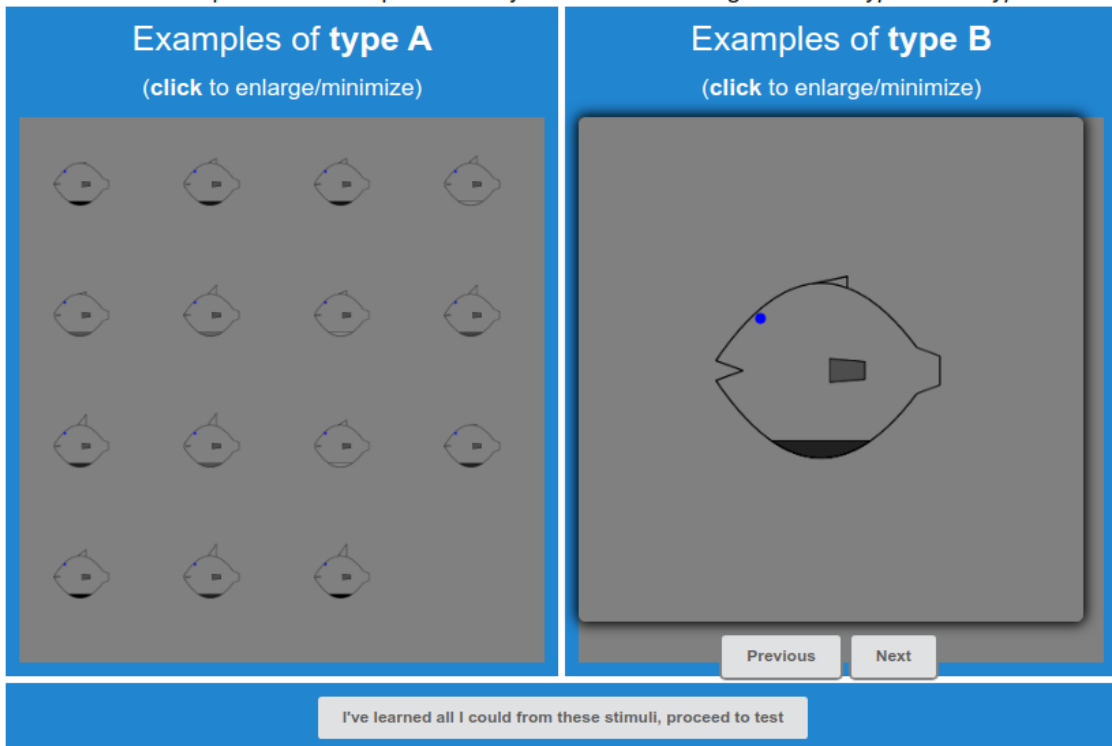 Examples of type A
(click to enlarge/minimize)
Examples of type B
(click to enlarge/minimize)
Previous
Next
I've learned all I could from these stimuli, proceed to test